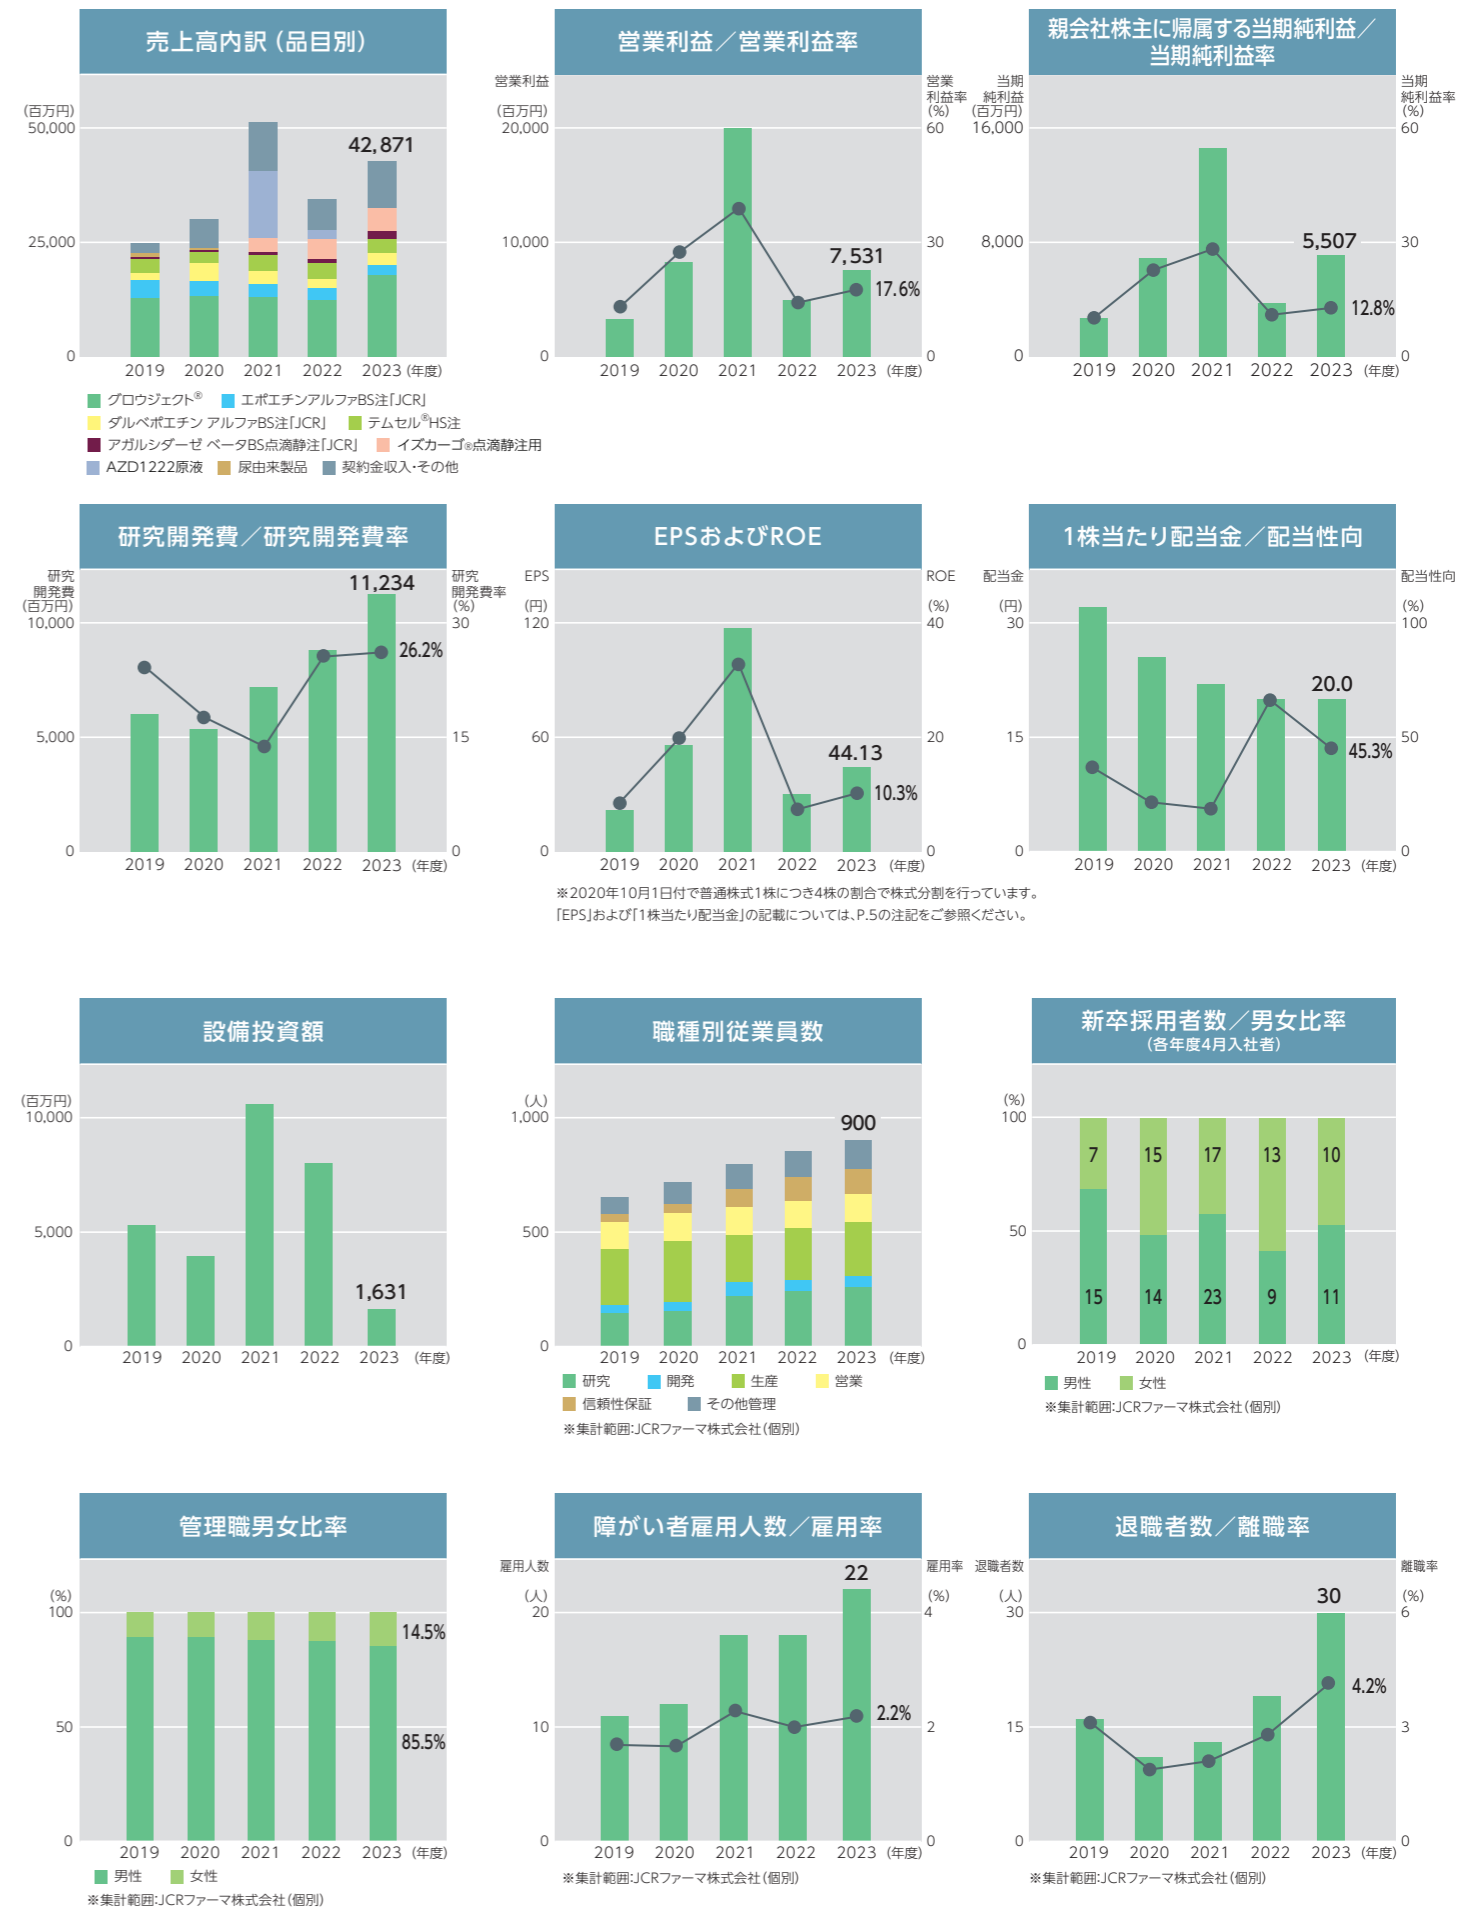 売上高内訳（品目別）
（百万円）
50,000
25,000
0
42,871
2019 2020 2021 2022 2023（年度）
グロウジェクト® エポエチンアルファBS注「JCR」
ダルベポエチン アルファBS注「JCR」 テムセル®HS注
アガルシダーゼ ベータBS点滴静注「JCR」 イズカーゴ®点滴静注用
AZD1222原液 尿由来製品 契約金収入・その他
営業利益／営業利益率
営業利益
（百万円）
20,000
10,000
0
営業
利益率
（%）
60
30
0
7,531
17.6%
2019 2020 2021 2022 2023（年度）
親会社株主に帰属する当期純利益／
当期純利益率
当期
純利益
（百万円）
16,000
8,000
0
当期
純利益率
（%）
60
30
0
5,507
12.8%
2019 2020 2021 2022 2023（年度）
研究開発費／研究開発費率
研究
開発費
（百万円）
10,000
5,000
0
研究
開発費率
（%）
30
15
0
11,234
26.2%
2019 2020 2021 2022 2023（年度）
EPSおよびROE
EPS
（円）
120
60
0
ROE
（%）
40
20
0
44.13
10.3%
2019 2020 2021 2022 2023（年度）
※2020年10月1日付で普通株式1株につき4株の割合で株式分割を行っています。
「EPS」および「1株当たり配当金」の記載については、P.5の注記をご参照ください。
1株当たり配当金／配当性向
配当金
（円）
30
15
0
配当性向
（%）
100
50
0
20.0
45.3%
2019 2020 2021 2022 2023（年度）
設備投資額
（百万円）
10,000
5,000
0
1,631
2019 2020 2021 2022 2023（年度）
職種別従業員数
（人）
1,000
500
0
900
2019 2020 2021 2022 2023（年度）
研究 開発 生産 営業
信頼性保証 その他管理
※集計範囲:JCRファーマ株式会社（個別）
新卒採用者数／男女比率
（各年度4月入社者）
（%）
100
50
0
7 15 17 13 10
15 14 23 9 11
2019 2020 2021 2022 2023（年度）
男性 女性
※集計範囲:JCRファーマ株式会社（個別）
管理職男女比率
（%）
100
50
0
14.5%
85.5%
2019 2020 2021 2022 2023（年度）
男性 女性
※集計範囲:JCRファーマ株式会社（個別）
障がい者雇用人数／雇用率
雇用人数
（人）
20
10
0
雇用率
（%）
4
2
0
22
2.2%
2019 2020 2021 2022 2023（年度）
※集計範囲:JCRファーマ株式会社（個別）
退職者数／離職率
退職者数
（人）
30
15
0
離職率
（%）
6
3
0
30
4.2%
2019 2020 2021 2022 2023（年度）
※集計範囲:JCRファーマ株式会社（個別）